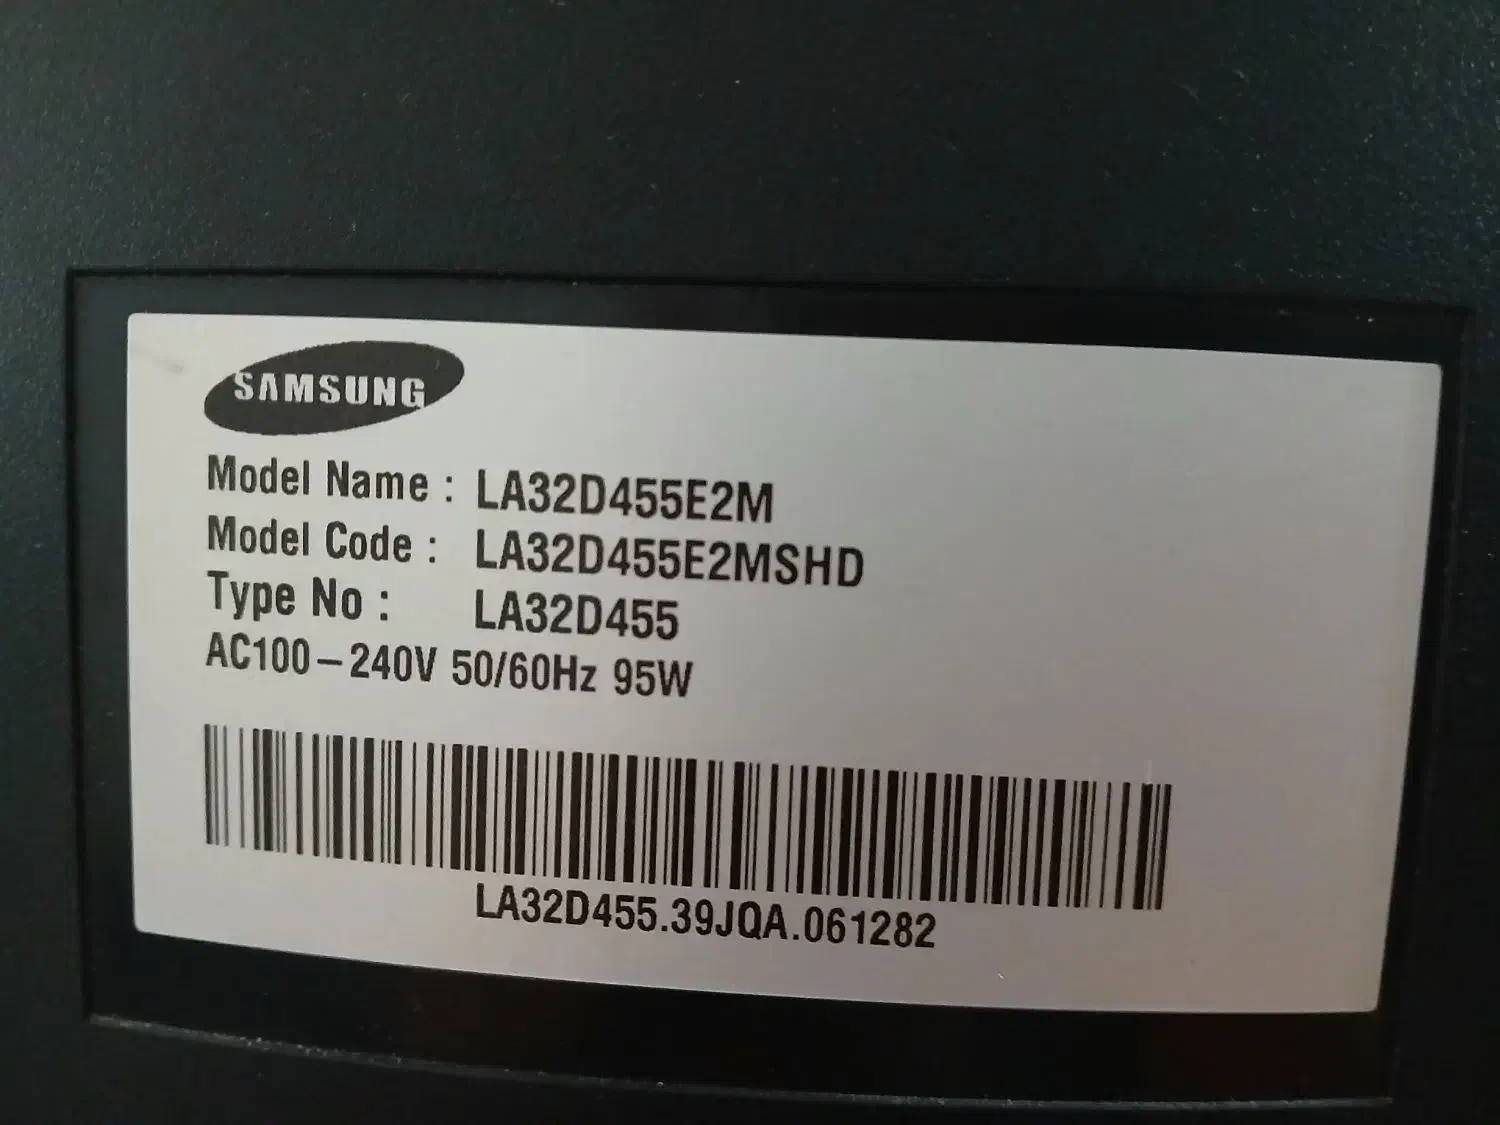 SAMSUNG
Model Name : LA32D455E2M
Model Code : LA32D455E2MSHD
Type No : LA32D455
AC100-240V 50/60Hz 95W
LA32D455.39JQA.061282